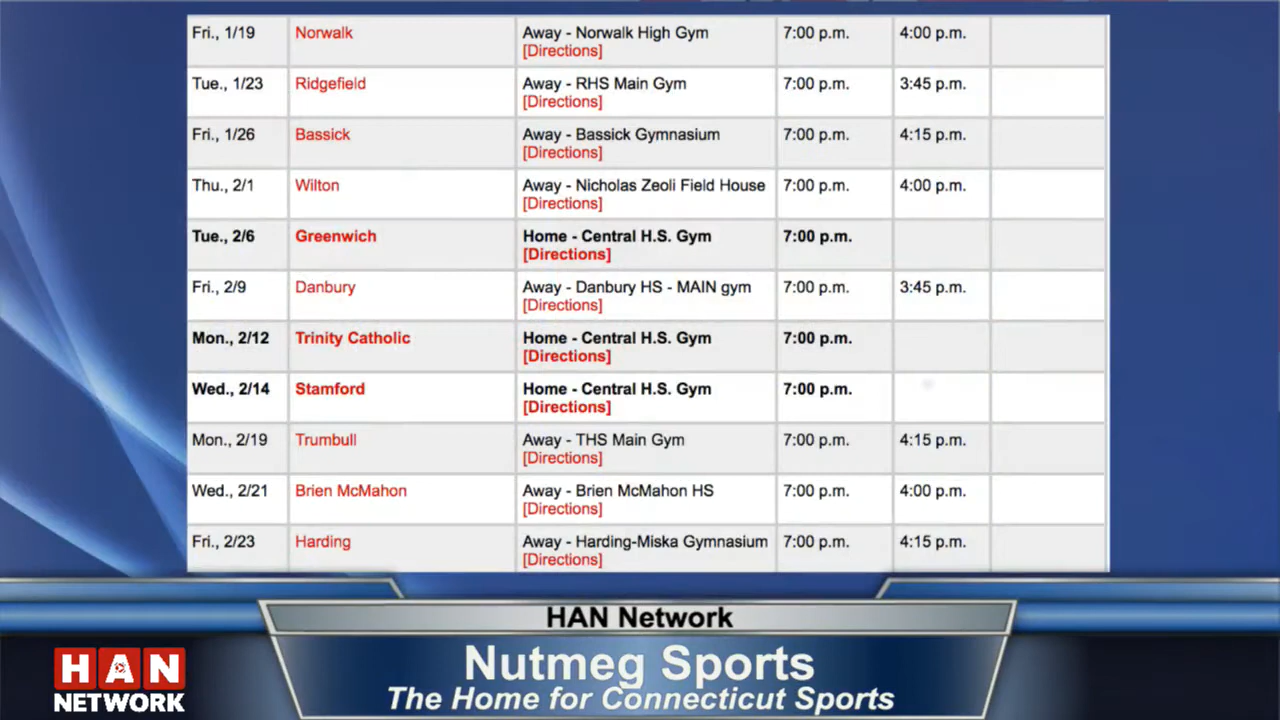 Fri., 1/19 Norwalk Away - Norwalk High Gym 7:00 p.m. 4:00 p.m.
[Directions]
Tue., 1/23 Ridgefield Away - RHS Main Gym 7:00 p.m. 3:45 p.m.
[Directions]
Fri., 1/26 Bassick Away - Bassick Gymnasium 7:00 p.m. 4:15 p.m.
[Directions]
Thu., 2/1 Wilton Away - Nicholas Zeoli Field House 7:00 p.m. 4:00 p.m.
[Directions]
Tue., 2/6 Greenwich Home - Central H.S. Gym 7:00 p.m.
[Directions]
Fri., 2/9 Danbury Away - Danbury HS - MAIN gym 7:00 p.m. 3:45 p.m.
[Directions]
Mon., 2/12 Trinity Catholic Home - Central H.S. Gym 7:00 p.m.
[Directions]
Wed., 2/14 Stamford Home - Central H.S. Gym 7:00 p.m.
[Directions]
Mon., 2/19 Trumbull Away - THS Main Gym 7:00 p.m. 4:15 p.m.
[Directions]
Wed., 2/21 Brien McMahon Away - Brien McMahon HS 7:00 p.m. 4:00 p.m.
[Directions]
Fri., 2/23 Harding Away - Harding-Miska Gymnasium 7:00 p.m. 4:15 p.m.
[Directions]
HAN Network
Nutmeg Sports
The Home for Connecticut Sports
HAN
NETWORK